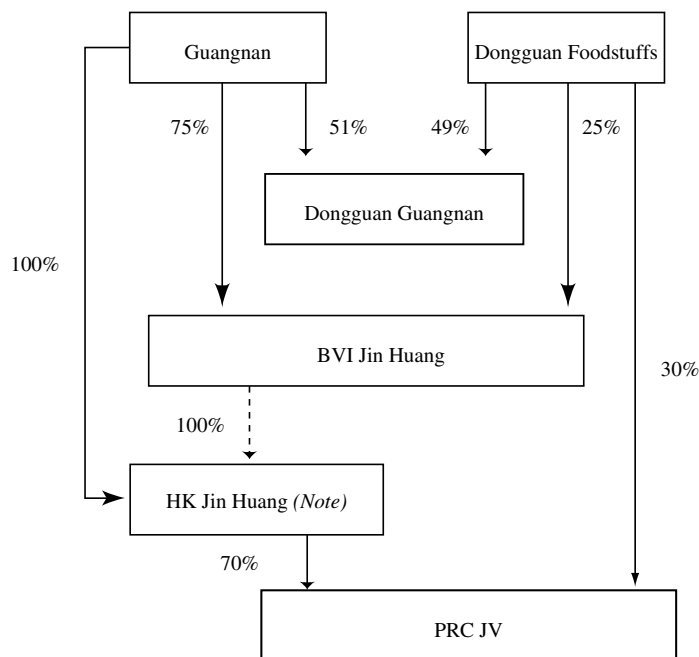 Guangnan
Dongguan Foodstuffs
75%
51%
49%
25%
Dongguan Guangnan
100%
BVI Jin Huang
30%
100%
HK Jin Huang (Note)
70%
PRC JV